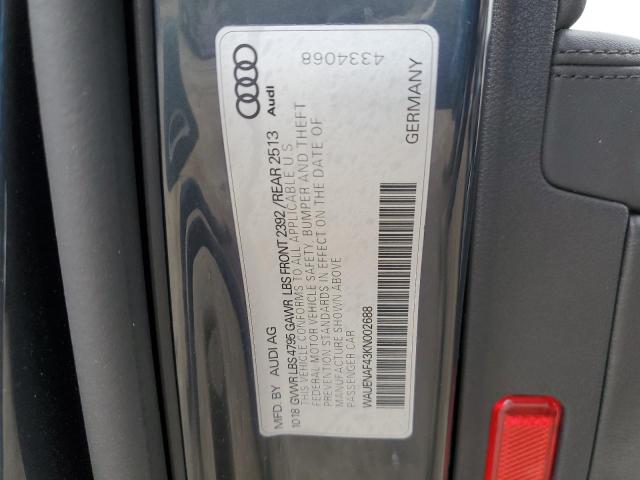 MFD. BY AUDI AG
10 18 GVWR LBS 4795 GAWR LBS FRONT 2392 / REAR 2513
THIS VEHICLE CONFORMS TO ALL APPLICABLE U S
FEDERAL MOTOR VEHICLE SAFETY, BUMPER AND THEFT
PREVENTION STANDARDS IN EFFECT ON THE DATE OF
MANUFACTURE SHOWN ABOVE
PASSENGER CAR
WAUENAF43KN002688
Audi
4334068
GERMANY